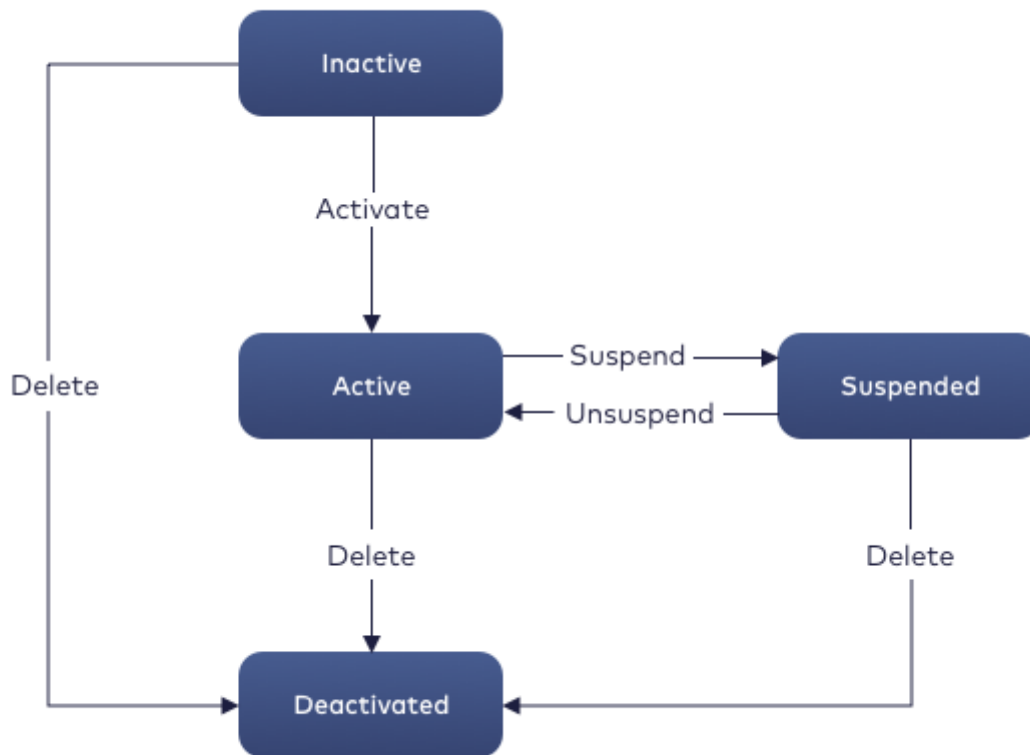 Inactive
Activate
Delete
Active
Suspend
Unsuspend
Suspended
Delete
Delete
Deactivated